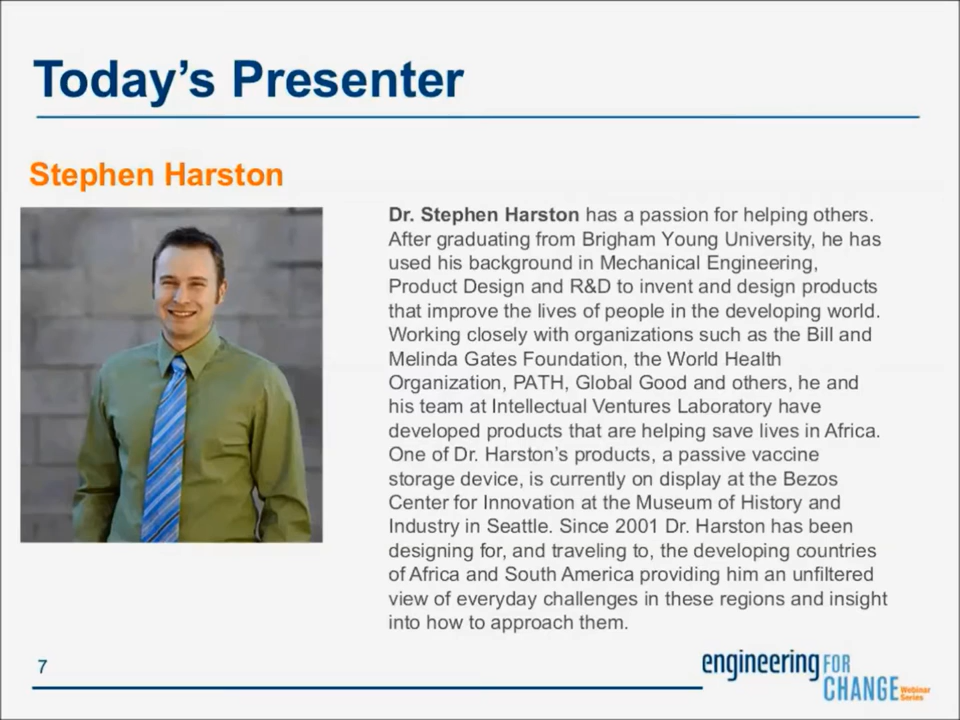 Today's Presenter
Stephen Harston
Dr. Stephen Harston has a passion for helping others.
After graduating from Brigham Young University, he has
used his background in Mechanical Engineering,
Product Design and R&D to invent and design products
that improve the lives of people in the developing world.
Working closely with organizations such as the Bill and
Melinda Gates Foundation, the World Health
Organization, PATH, Global Good and others, he and
his team at Intellectual Ventures Laboratory have
developed products that are helping save lives in Africa.
One of Dr. Harston's products, a passive vaccine
storage device, is currently on display at the Bezos
Center for Innovation at the Museum of History and
Industry in Seattle. Since 2001 Dr. Harston has been
designing for, and traveling to, the developing countries
of Africa and South America providing him an unfiltered
view of everyday challenges in these regions and insight
into how to approach them.
7
engineering FOR
CHANGE Webinar
Series